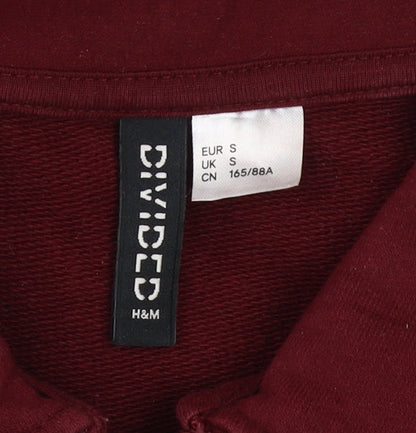 DIVIDED
H&M
EUR S
UK S
CN 165/88A